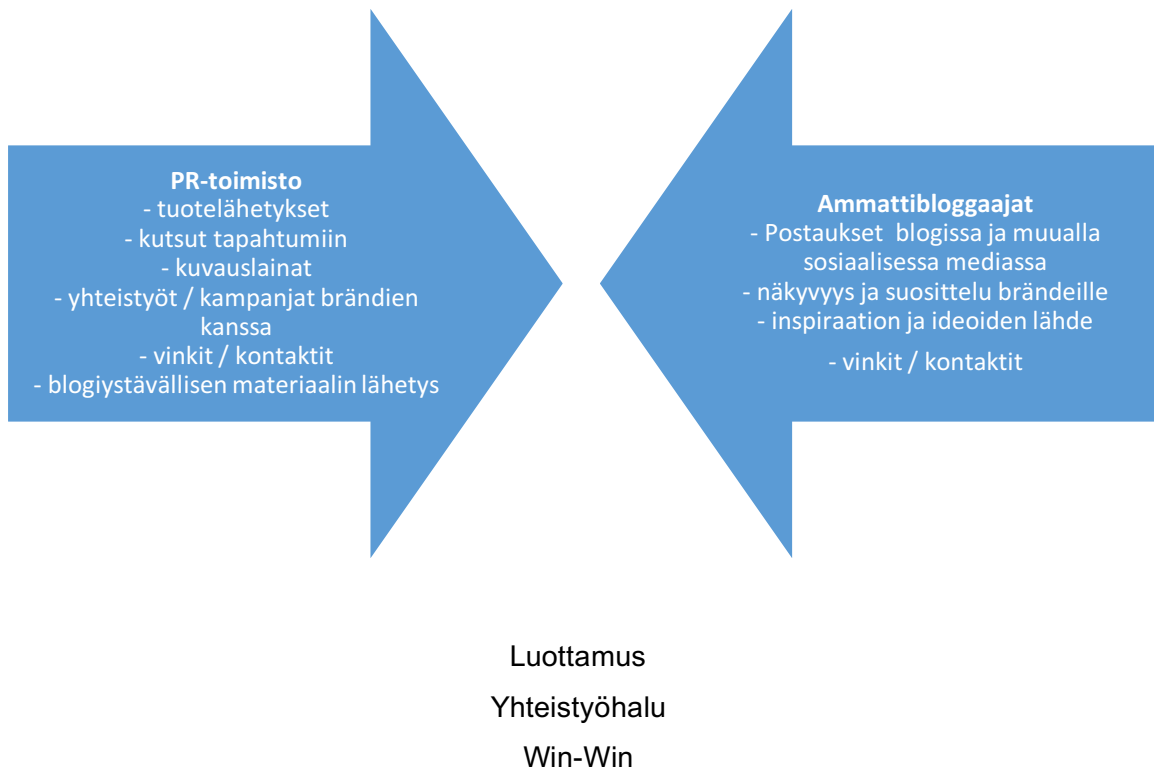 PR-toimisto
- tuotelähetykset
- kutsut tapahtumiin
- kuvauslainat
- yhteistyöt / kampanjat brändien
kanssa
- vinkit / kontaktit
- blogiystävällisen materiaalin lähetys
Ammattibloggaajat
- Postaukset  blogissa ja muualla
sosiaalisessa mediassa
- näkyvyys ja suosittelu brändeille
- inspiraation ja ideoiden lähde
- vinkit / kontaktit
Luottamus
Yhteistyöhalu
Win-Win